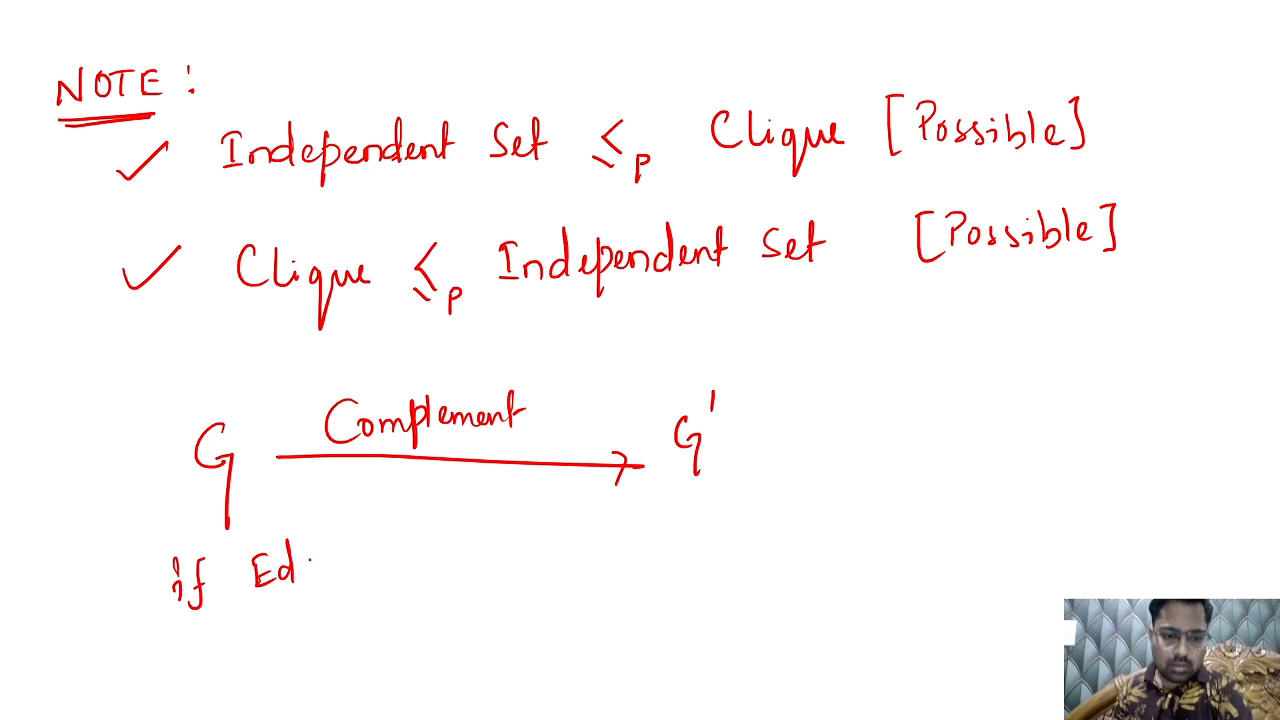 NOTE :
✓ Independent Set ≤p Clique [Possible]
✓ Clique ≤p Independent Set [Possible]
G Complement → G'
if Ed